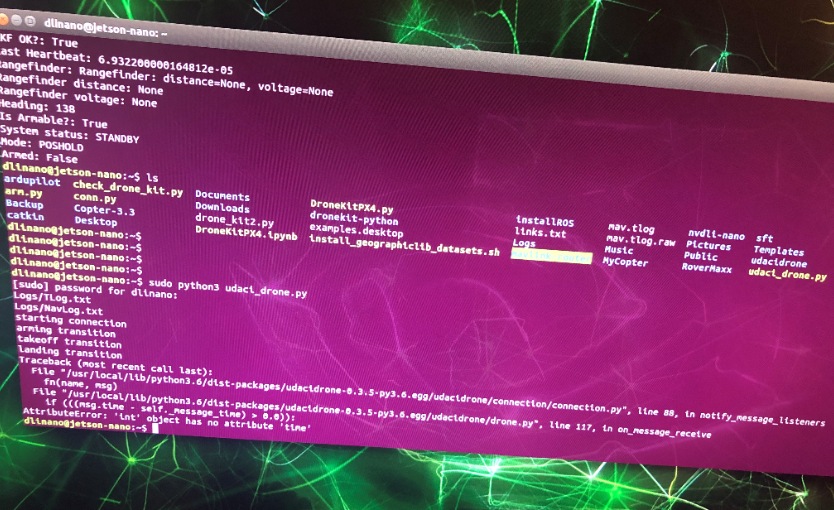 dlinano@jetson-nano: ~
KF OK?: True
Last Heartbeat: 6.932200000164812e-05
Rangefinder: Rangefinder: distance=None, voltage=None
Rangefinder distance: None
Rangefinder voltage: None
Heading: 138
Is Armable?: True
System status: STANDBY
Mode: POSHOLD
Armed: False
dlinano@jetson-nano:~$ ls
ardupilot check_drone_kit.py Documents DroneKitPX4.py installROS mav.tlog nvdli-nano sft
arm.py conn.py Downloads dronekit-python links.txt mav.tlog.raw Pictures Templates
Backup Copter-3.3 drone_kit2.py examples.desktop Logs Music Public udacidrone
catkin Desktop DroneKitPX4.ipynb install_geographiclib_datasets.sh MyCopter RoverMaxx udaci_drone.py
dlinano@jetson-nano:~$
dlinano@jetson-nano:~$
dlinano@jetson-nano:~$
dlinano@jetson-nano:~$
dlinano@jetson-nano:~$ sudo python3 udaci_drone.py
[sudo] password for dlinano:
Logs/TLog.txt
Logs/NavLog.txt
starting connection
arming transition
takeoff transition
landing transition
Traceback (most recent call last):
File "/usr/local/lib/python3.6/dist-packages/udacidrone-0.3.5-py3.6.egg/udacidrone/connection/connection.py", line 88, in notify_message_listeners
fn(name, msg)
File "/usr/local/lib/python3.6/dist-packages/udacidrone-0.3.5-py3.6.egg/udacidrone/drone.py", line 117, in on_message_receive
if (((msg.time - self._message_time) > 0.0)):
AttributeError: 'int' object has no attribute 'time'
dlinano@jetson-nano:~$